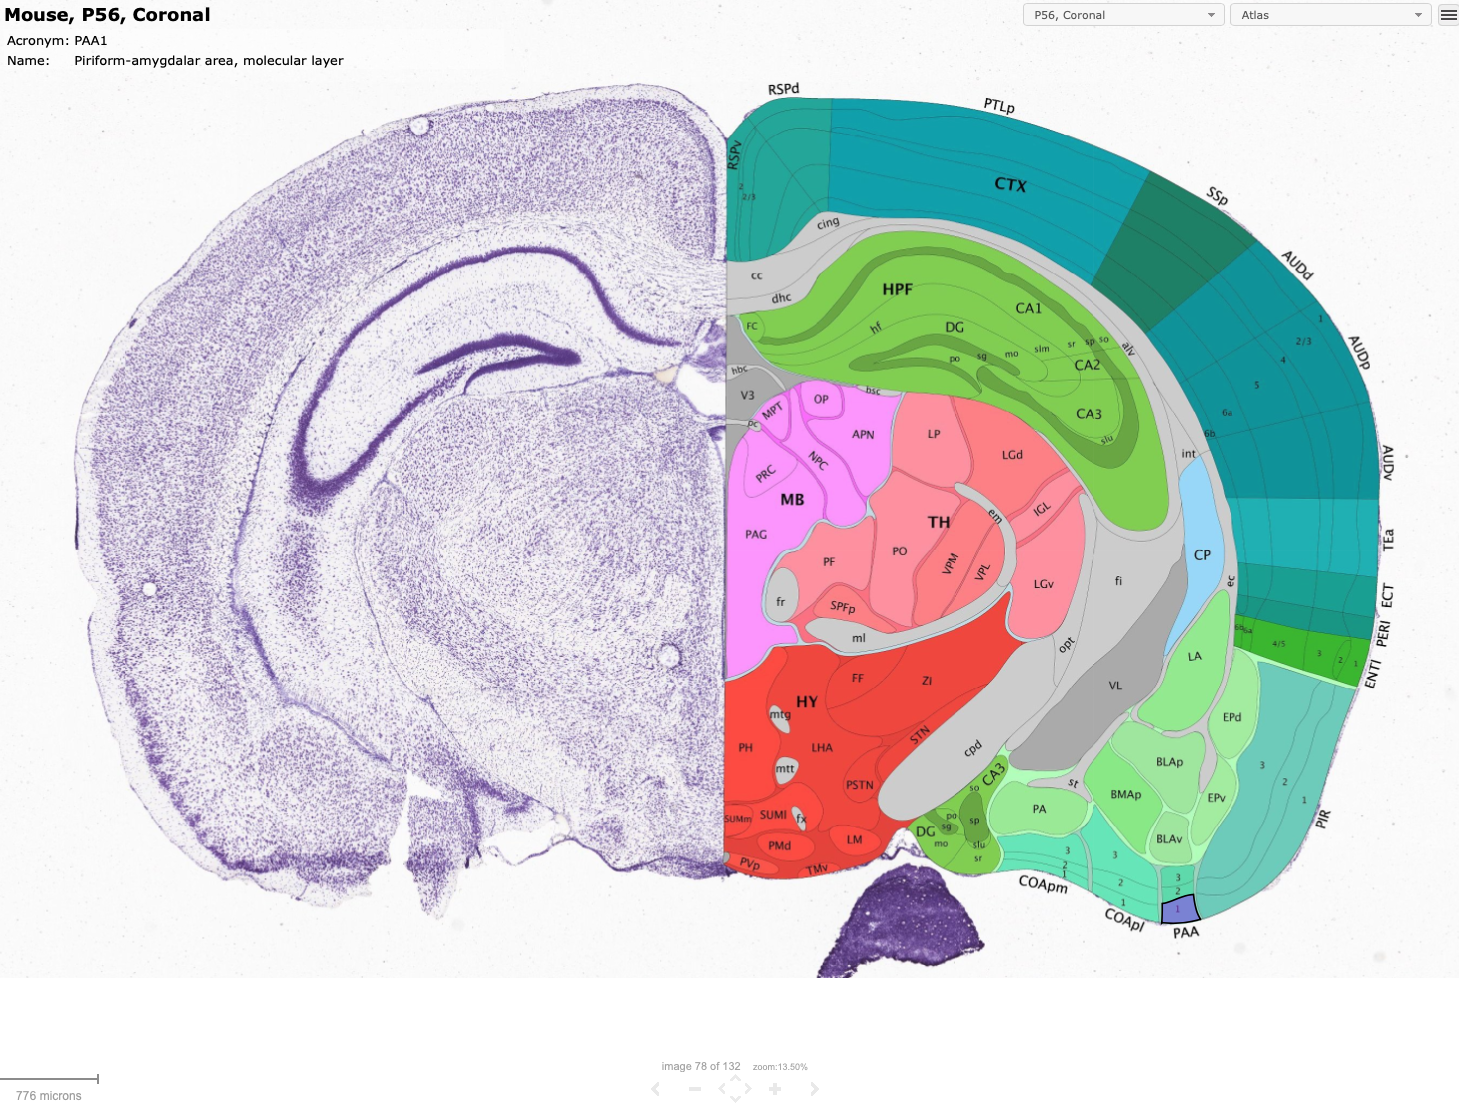 Mouse, P56, Coronal
P56, Coronal
Atlas
Acronym: PAA1
Name: Piriform-amygdalar area, molecular layer
RSPd
PTLp
RSPv
CTX
SSp
2
2/3
cing
AUDd
cc
dhc
HPF
CA1
1
FC
hf
DG
2/3
AUDp
slm
sr
sp
so
alv
4
po
sg
mo
CA2
hbc
5
V3
bsc
OP
MPT
CA3
6a
pc
APN
LP
slu
6b
LGd
int
AUDv
NPC
PRC
MB
em
IGL
TH
PAG
PO
TEa
CP
PF
VPM
VPL
fi
LGv
ec
ECT
fr
SPFp
ml
6b
6a
PERI
opt
4/5
3
2
1
LA
ENTl
FF
ZI
VL
HY
mtg
EPd
STN
PH
LHA
cpd
BLAp
3
mtt
CA3
st
2
PSTN
so
BMAp
EPv
1
PA
SUMm
SUMl
fx
po
sg
sp
PIR
DG
mo
slu
sr
LM
BLAv
PMd
3
2
1
3
PVp
TMv
COApm
2
3
2
1
1
COApl
PAA
image 78 of 132
zoom:13.50%
776 microns